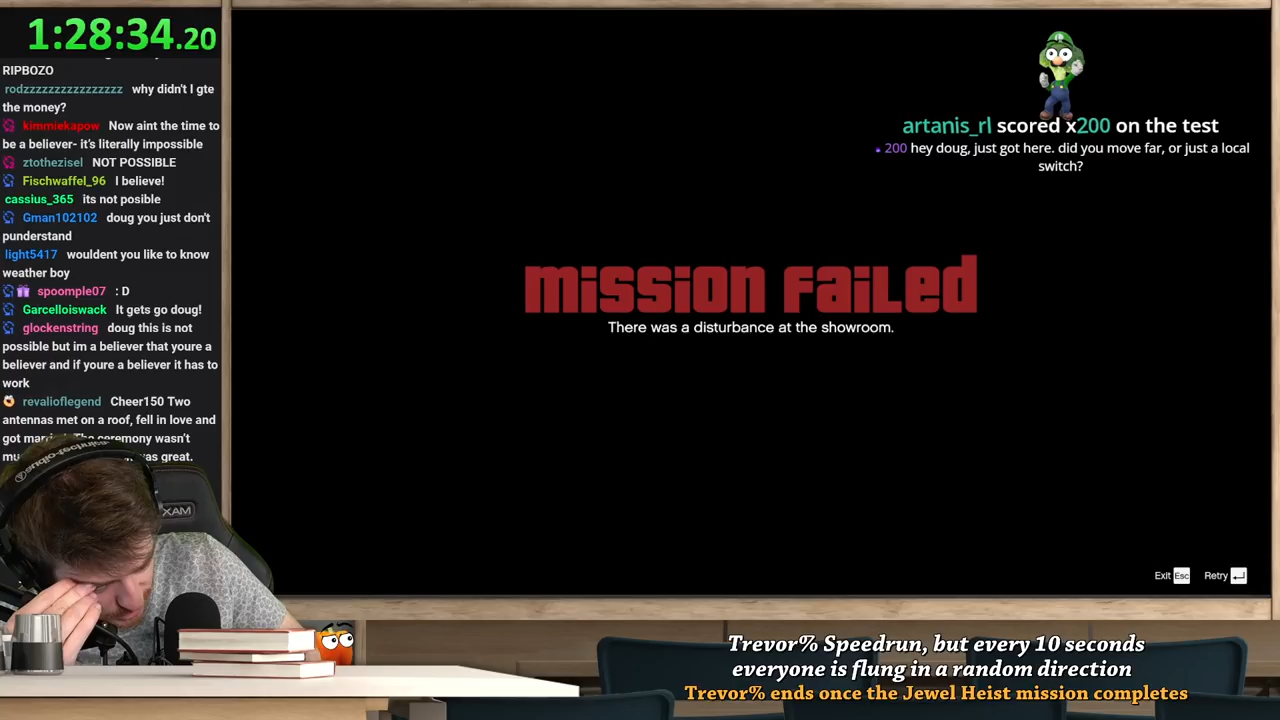 1:28:34.20
RIPBOZO
rodzzzzzzzzzzzzzzzz why didn't I gte
the money?
kimmiekapow Now aint the time to
be a believer- it's literally impossible
ztothezisel NOT POSSIBLE
Fischwaffel_96 I believe!
cassius_365 its not posible
Gman102102 doug you just don't
punderstand
light5417 wouldent you like to know
weather boy
spoomple07 : D
Garcelloiswack It gets go doug!
glockenstring doug this is not
possible but im a believer that youre a
believer and if youre a believer it has to
work
revalioflegend Cheer150 Two
antennas met on a roof, fell in love and
got ceremony wasn't
was great.
XAM
artanis_rl scored x200 on the test
200 hey doug, just got here. did you move far, or just a local
switch?
mission failed
There was a disturbance at the showroom.
Exit Esc Retry
Trevor% Speedrun, but every 10 seconds
everyone is flung in a random direction
Trevor% ends once the Jewel Heist mission completes